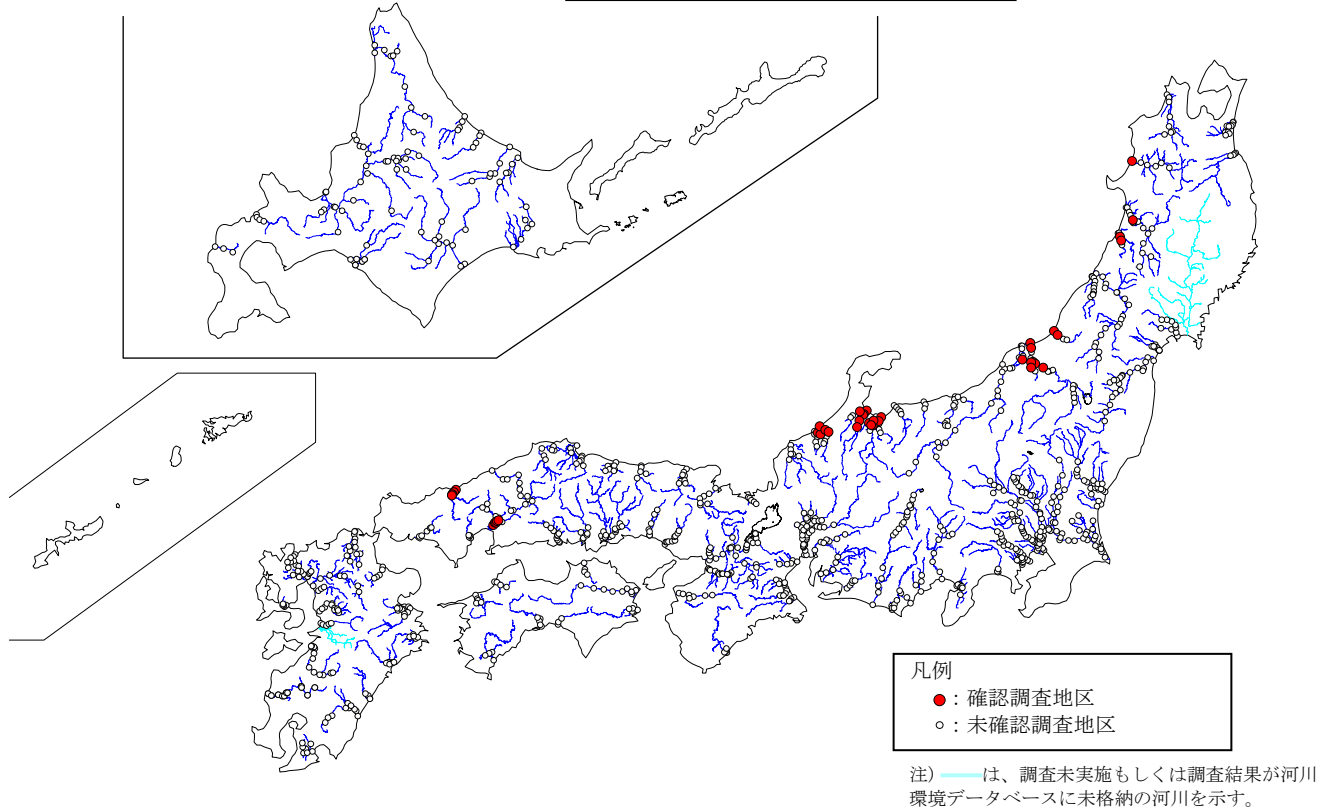 凡例
●：確認調査地区
○：未確認調査地区
注）━━は、調査未実施もしくは調査結果が河川
環境データベースに未格納の河川を示す。